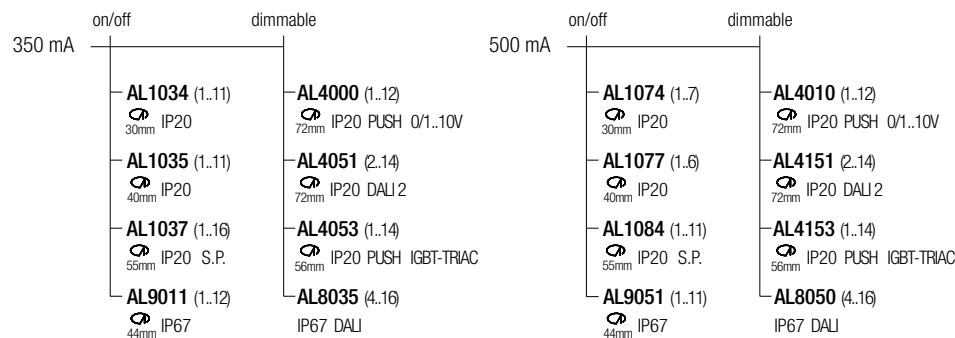 on/off dimmable
350 mA
AL1034 (1..11)
30mm IP20
AL1035 (1..11)
40mm IP20
AL1037 (1..16)
55mm IP20 S.P.
AL9011 (1..12)
44mm IP67
AL4000 (1..12)
72mm IP20 PUSH 0/1..10V
AL4051 (2..14)
72mm IP20 DALI 2
AL4053 (1..14)
56mm IP20 PUSH IGBT-TRIAC
AL8035 (4..16)
IP67 DALI
on/off dimmable
500 mA
AL1074 (1..7)
30mm IP20
AL1077 (1..6)
40mm IP20
AL1084 (1..11)
55mm IP20 S.P.
AL9051 (1..11)
44mm IP67
AL4010 (1..12)
72mm IP20 PUSH 0/1..10V
AL4151 (2..14)
72mm IP20 DALI 2
AL4153 (1..14)
56mm IP20 PUSH IGBT-TRIAC
AL8050 (4..16)
IP67 DALI